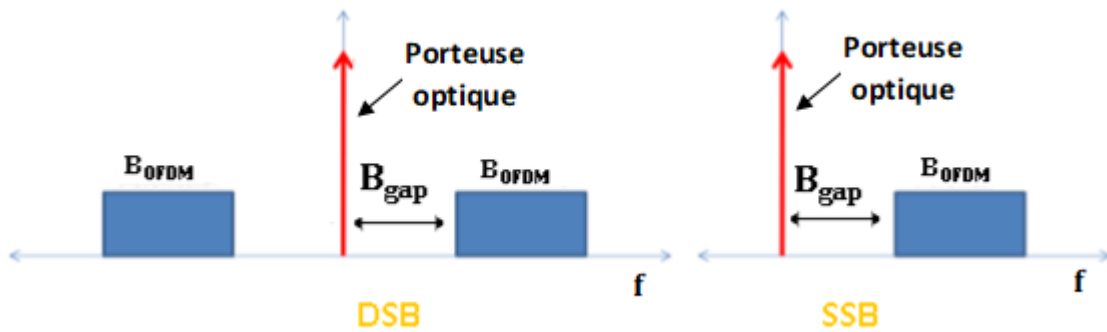 Porteuse
optique
B_OFDM
B_gap
B_OFDM
f
DSB
Porteuse
optique
B_gap
B_OFDM
f
SSB